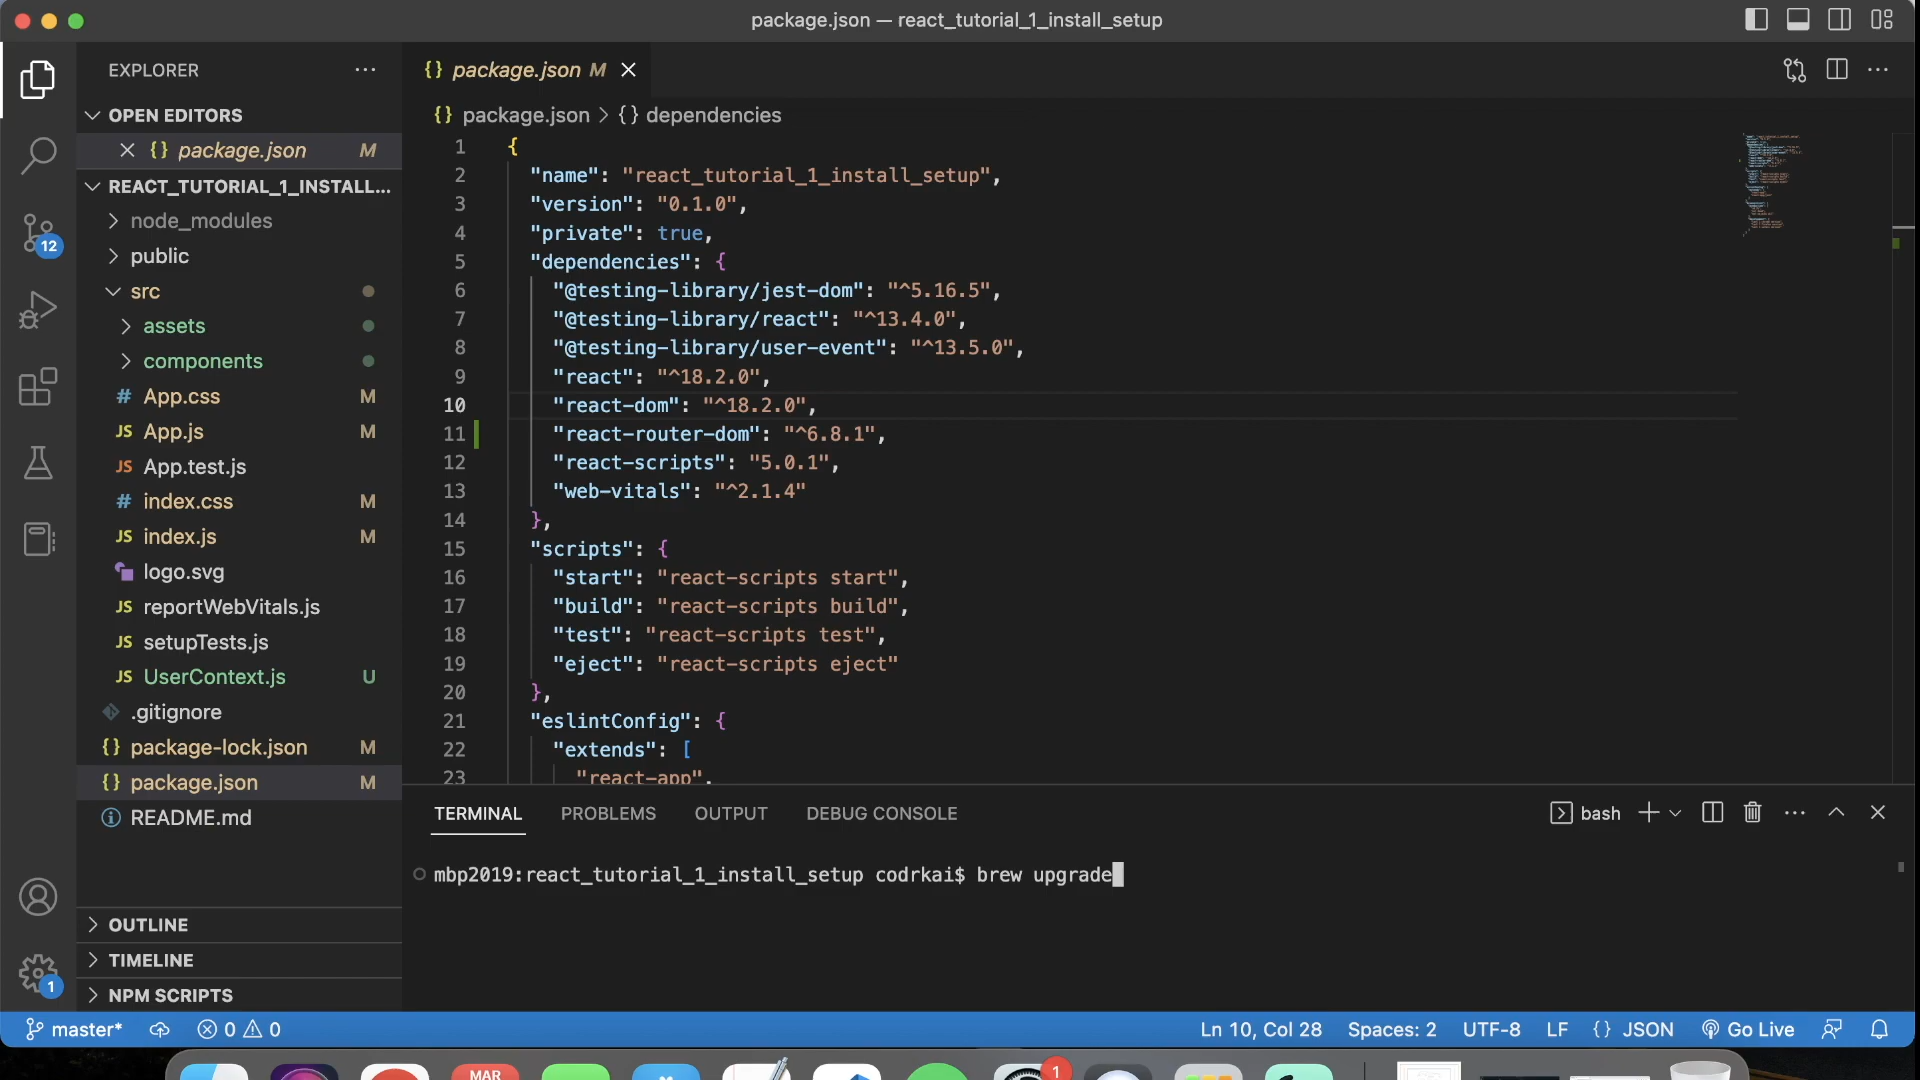 package.json — react_tutorial_1_install_setup
EXPLORER
OPEN EDITORS
package.json M
REACT_TUTORIAL_1_INSTALL...
node_modules
public
src
assets
components
# App.css M
JS App.js M
JS App.test.js
# index.css M
JS index.js M
logo.svg
JS reportWebVitals.js
JS setupTests.js
JS UserContext.js U
.gitignore
{} package-lock.json M
{} package.json M
README.md
OUTLINE
TIMELINE
NPM SCRIPTS
12
1
{} package.json M
{} package.json > {} dependencies
1 {
2 "name": "react_tutorial_1_install_setup",
3 "version": "0.1.0",
4 "private": true,
5 "dependencies": {
6 "@testing-library/jest-dom": "^5.16.5",
7 "@testing-library/react": "^13.4.0",
8 "@testing-library/user-event": "^13.5.0",
9 "react": "^18.2.0",
10 "react-dom": "^18.2.0",
11 "react-router-dom": "^6.8.1",
12 "react-scripts": "5.0.1",
13 "web-vitals": "^2.1.4"
14 },
15 "scripts": {
16 "start": "react-scripts start",
17 "build": "react-scripts build",
18 "test": "react-scripts test",
19 "eject": "react-scripts eject"
20 },
21 "eslintConfig": {
22 "extends": [
23 "react-app",
TERMINAL PROBLEMS OUTPUT DEBUG CONSOLE
bash
mbp2019:react_tutorial_1_install_setup codrkai$ brew upgrade
master* 0 0
Ln 10, Col 28 Spaces: 2 UTF-8 LF {} JSON Go Live
MAR
1